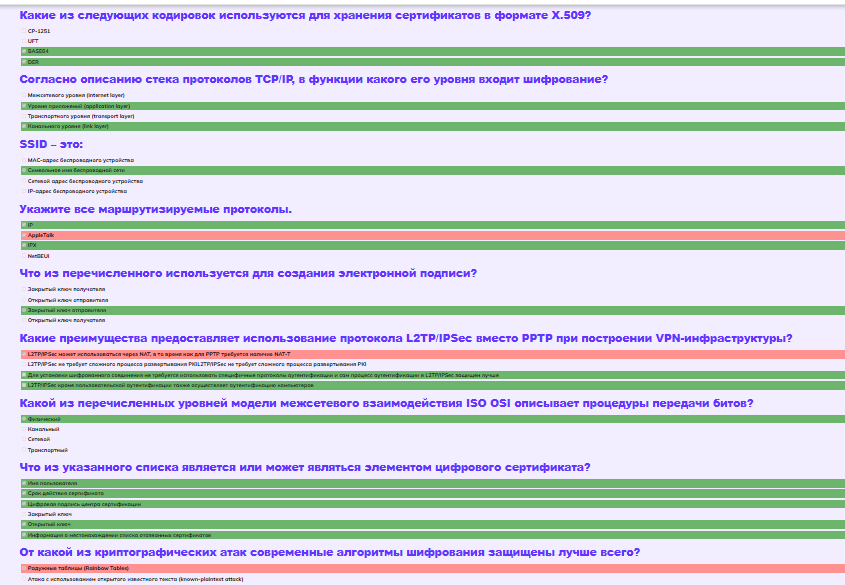 Какие из следующих кодировок используются для хранения сертификатов в формате X.509?
CP-1251
UFT
BASE64
DER
Согласно описанию стека протоколов TCP/IP, в функции какого его уровня входит шифрование?
Межсетевого уровня (internet layer)
Уровня приложений (application layer)
Транспортного уровня (transport layer)
Канального уровня (link layer)
SSID – это:
MAC-адрес беспроводного устройства
Символьное имя беспроводной сети
Сетевой адрес беспроводного устройства
IP-адрес беспроводного устройства
Укажите все маршрутизируемые протоколы.
IP
AppleTalk
IPX
NetBEUI
Что из перечисленного используется для создания электронной подписи?
Закрытый ключ получателя
Открытый ключ отправителя
Закрытый ключ отправителя
Открытый ключ получателя
Какие преимущества предоставляет использование протокола L2TP/IPSec вместо PPTP при построении VPN-инфраструктуры?
L2TP/IPSec может использоваться через NAT, в то время как для PPTP требуется наличие NAT-T
L2TP/IPSec не требует сложного процесса развертывания PKIL2TP/IPSec не требует сложного процесса развертывания PKI
Для установки шифрованного соединения не требуется использовать специфичные протоколы аутентификации и сам процесс аутентификации в L2TP/IPSec защищен лучше
L2TP/IPSec кроме пользовательской аутентификации также осуществляет аутентификацию компьютеров
Какой из перечисленных уровней модели межсетевого взаимодействия ISO OSI описывает процедуры передачи битов?
Физический
Канальный
Сетевой
Транспортный
Что из указанного списка является или может являться элементом цифрового сертификата?
Имя пользователя
Срок действия сертификата
Цифровая подпись центра сертификации
Закрытый ключ
Открытый ключ
Информация о местонахождении списка отозванных сертификатов
От какой из криптографических атак современные алгоритмы шифрования защищены лучше всего?
Радужные таблицы (Rainbow Tables)
Атака с использованием открытого известного текста (known-plaintext attack)